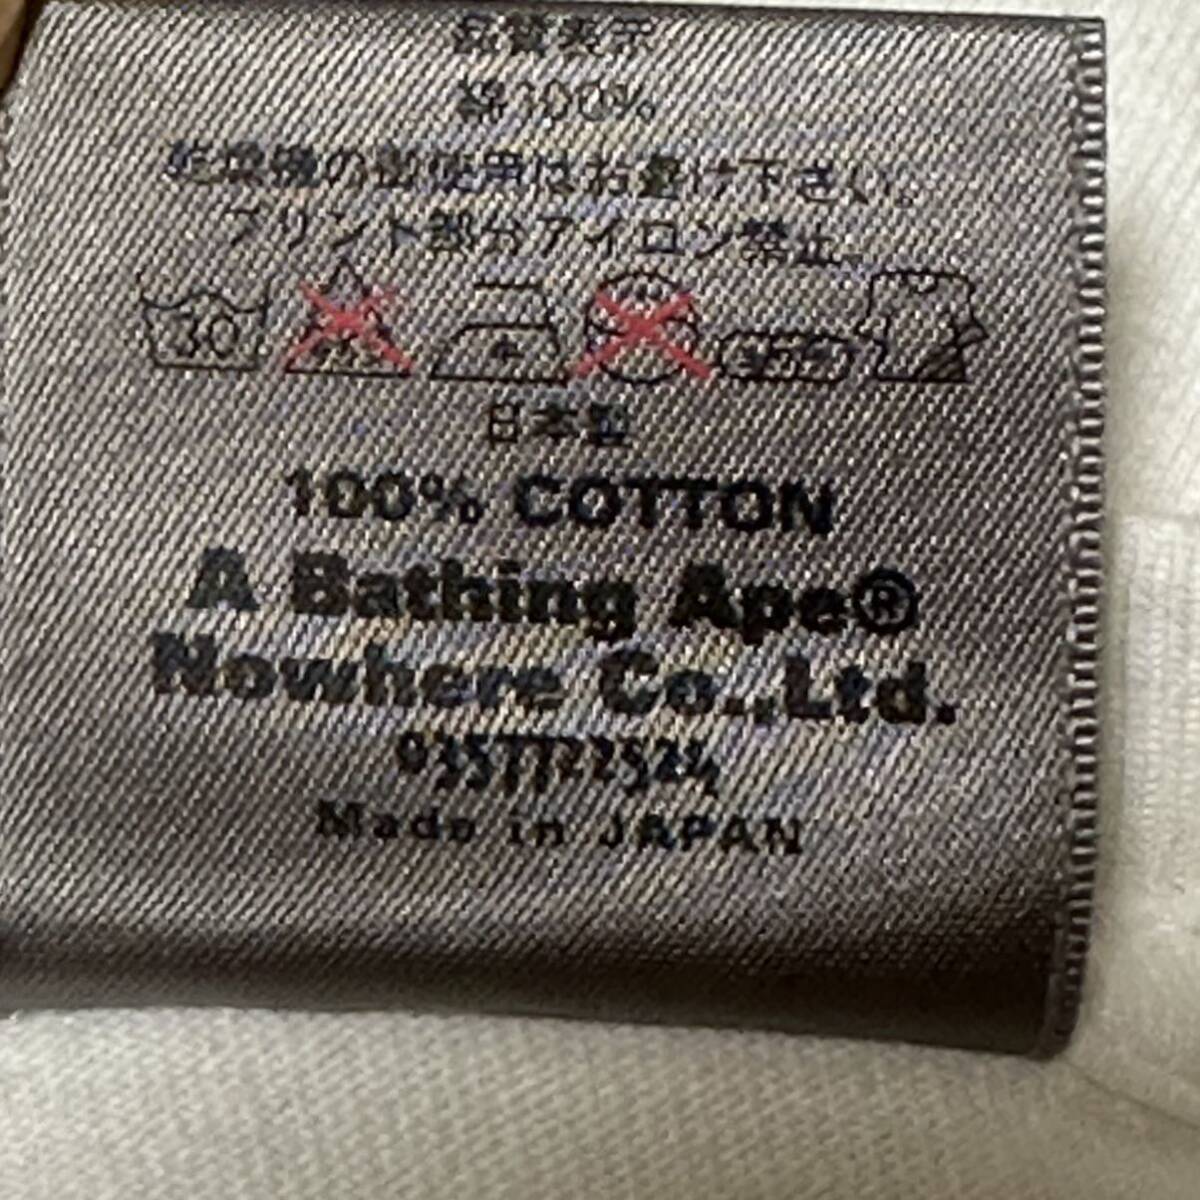 品質表示
綿100%
乾燥機の御使用はお避け下さい。
プリント部分アイロン禁止。
30
日本製
100% COTTON
A Bathing Ape®
Nowhere Co.,Ltd.
0357722524
Made in JAPAN